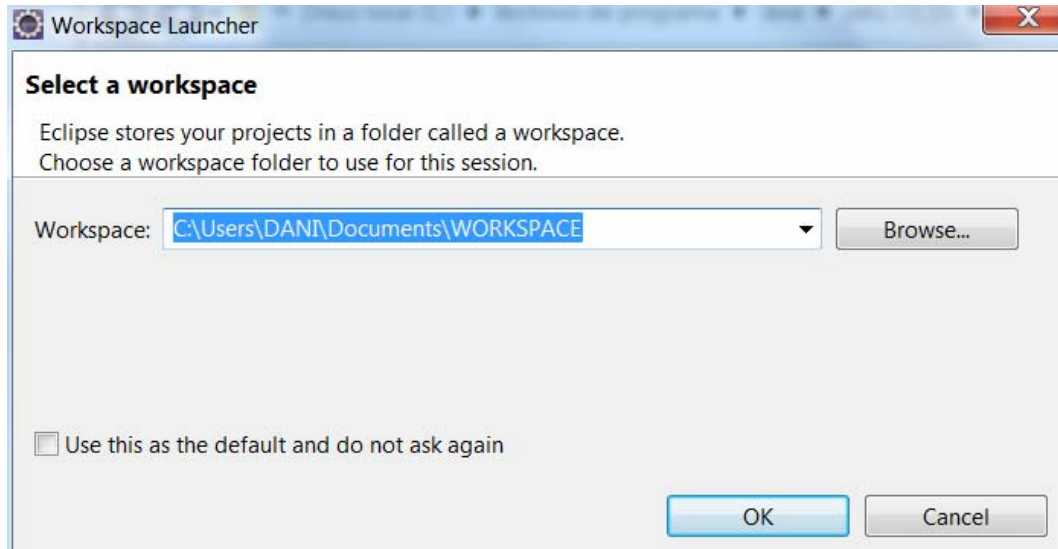 Workspace Launcher
Select a workspace
Eclipse stores your projects in a folder called a workspace.
Choose a workspace folder to use for this session.
Workspace: C:\Users\DANI\Documents\WORKSPACE Browse...
Use this as the default and do not ask again
OK Cancel